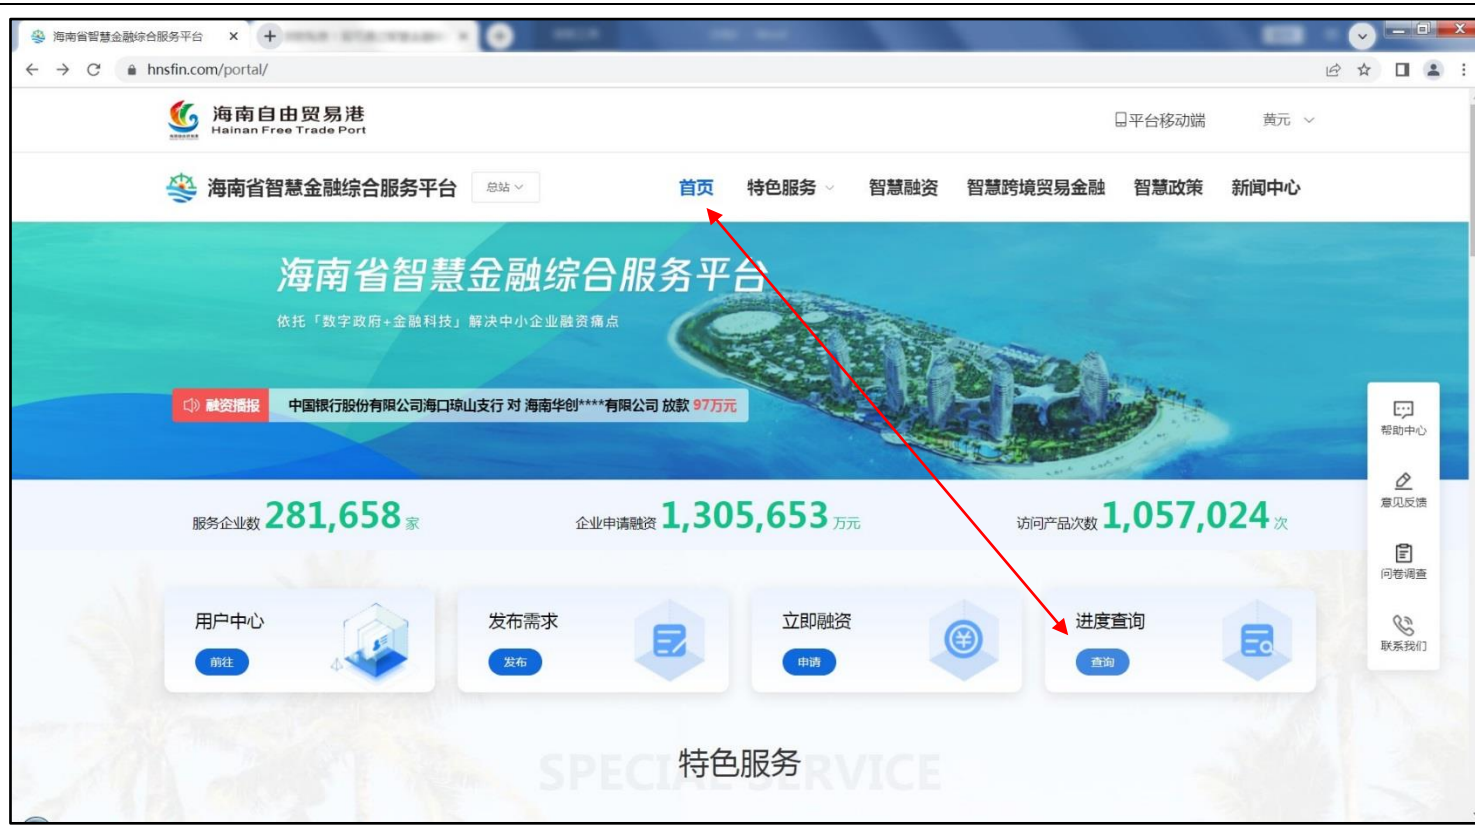 海南省智慧金融综合服务平台
hnsfin.com/portal/
海南自由贸易港
Hainan Free Trade Port
平台移动端 黄元
海南省智慧金融综合服务平台 总站 首页 特色服务 智慧融资 智慧跨境贸易金融 智慧政策 新闻中心
海南省智慧金融综合服务平台
依托「数字政府+金融科技」解决中小企业融资痛点
融资播报 中国银行股份有限公司海口琼山支行 对 海南华创****有限公司 放款 97万元
帮助中心
意见反馈
服务企业数 281,658 家 企业申请融资 1,305,653 万元 访问产品次数 1,057,024 次
问卷调查
用户中心 发布需求 立即融资 进度查询
联系我们
前往 发布 申请 查询
特色服务
SPECIAL SERVICE